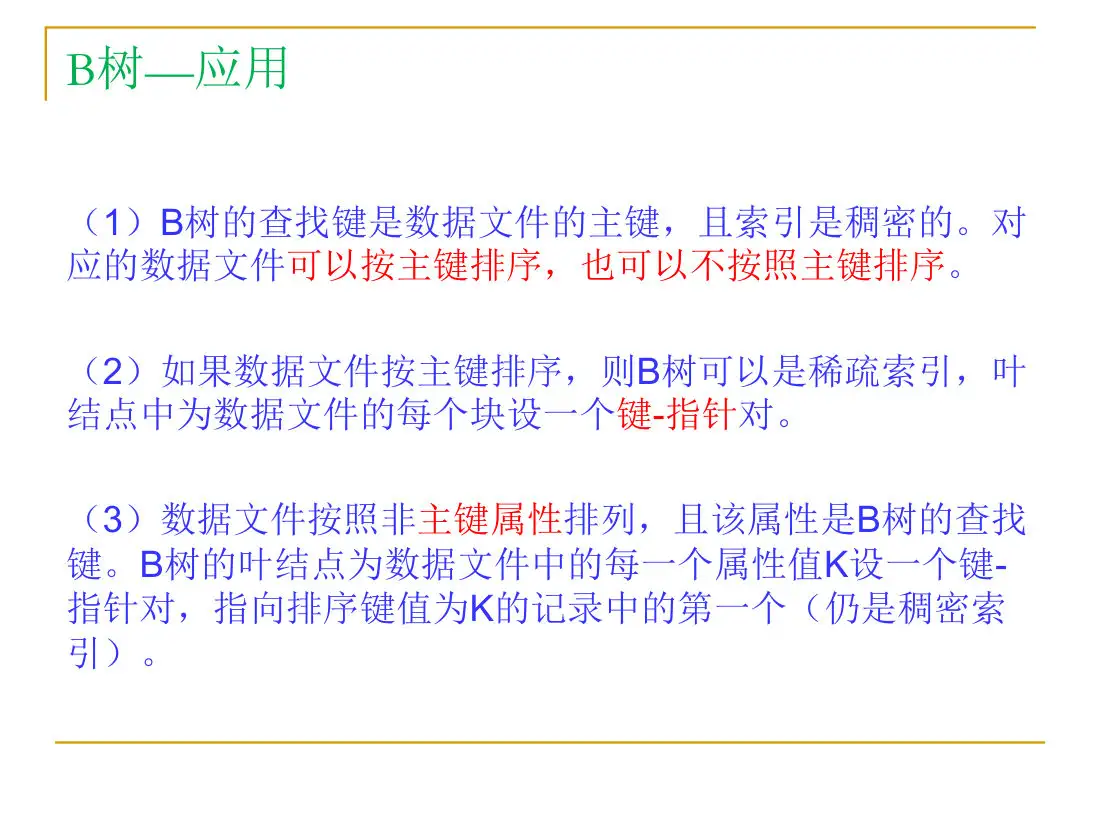 B树—应用
（1）B树的查找键是数据文件的主键，且索引是稠密的。对
应的数据文件可以按主键排序，也可以不按照主键排序。
（2）如果数据文件按主键排序，则B树可以是稀疏索引，叶
结点中为数据文件的每个块设一个键-指针对。
（3）数据文件按照非主键属性排列，且该属性是B树的查找
键。B树的叶结点为数据文件中的每一个属性值K设一个键-
指针对，指向排序键值为K的记录中的第一个（仍是稠密索
引）。